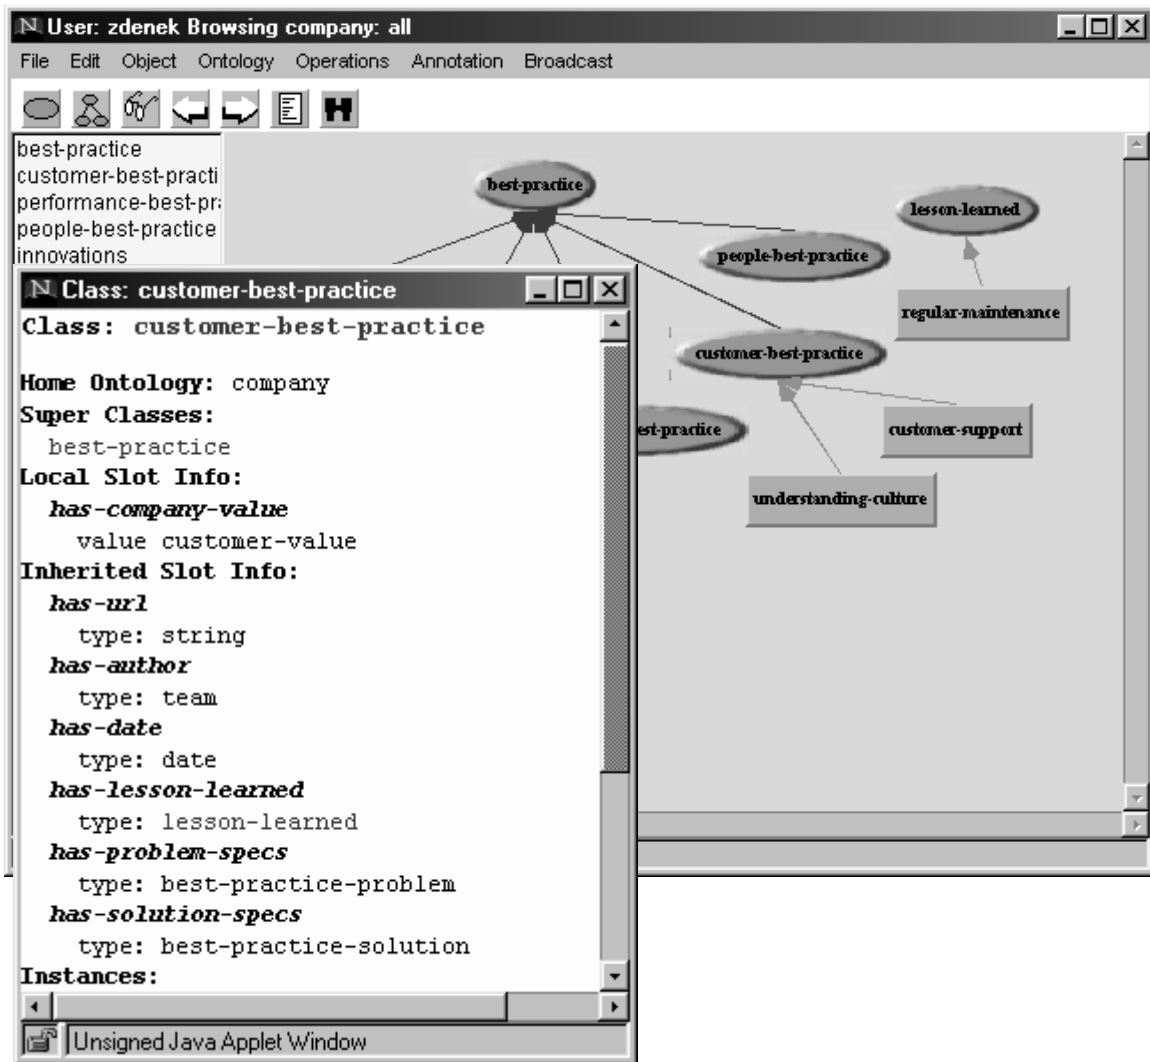 User: zdenek Browsing company: all
File Edit Object Ontology Operations Annotation Broadcast
best-practice
customer-best-practi
performance-best-pra
people-best-practice
innovations
best-practice
lesson-learned
people-best-practice
regular-maintenance
customer-best-practice
est-practice
customer-support
understanding-culture
Class: customer-best-practice
Class: customer-best-practice
Home Ontology: company
Super Classes:
best-practice
Local Slot Info:
has-company-value
value customer-value
Inherited Slot Info:
has-url
type: string
has-author
type: team
has-date
type: date
has-lesson-learned
type: lesson-learned
has-problem-specs
type: best-practice-problem
has-solution-specs
type: best-practice-solution
Instances:
Unsigned Java Applet Window